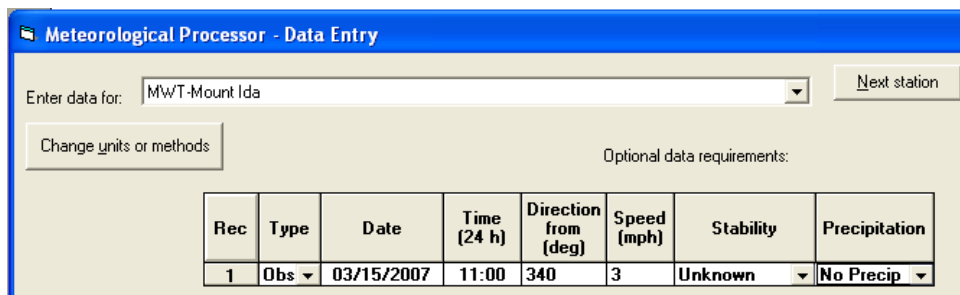 Meteorological Processor - Data Entry
Enter data for: MWT-Mount Ida Next station
Change units or methods
Optional data requirements:
Rec Type Date Time (24 h) Direction from (deg) Speed (mph) Stability Precipitation
1 Obs 03/15/2007 11:00 340 3 Unknown No Precip